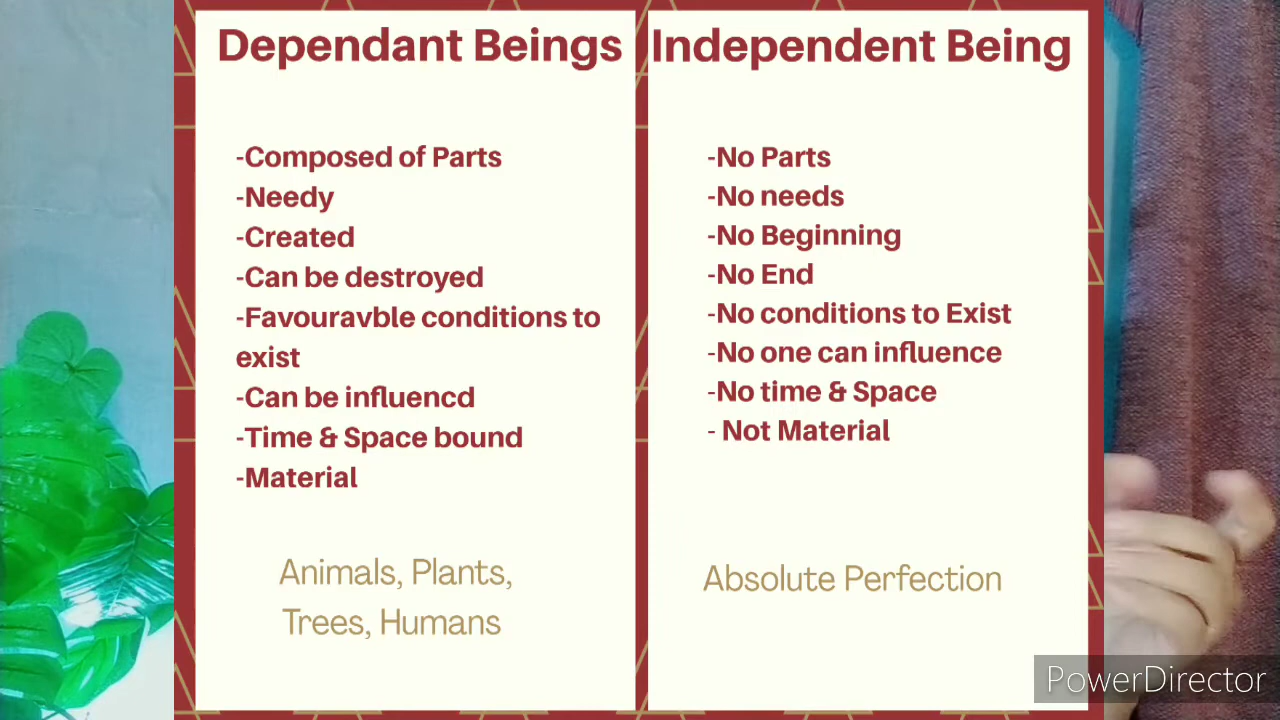 Dependant Beings
-Composed of Parts
-Needy
-Created
-Can be destroyed
-Favouravble conditions to
exist
-Can be influencd
-Time & Space bound
-Material
Animals, Plants,
Trees, Humans
Independent Being
-No Parts
-No needs
-No Beginning
-No End
-No conditions to Exist
-No one can influence
-No time & Space
- Not Material
Absolute Perfection
PowerDirector